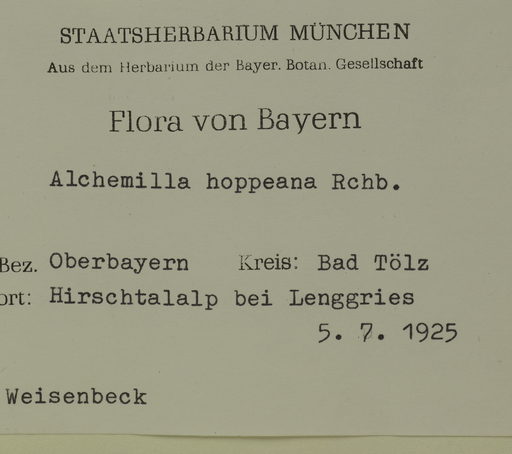 STAATSHERBARIUM MÜNCHEN
Aus dem Herbarium der Bayer. Botan. Gesellschaft
Flora von Bayern
Alchemilla hoppeana Rchb.
Bez. Oberbayern Kreis: Bad Tölz
ort: Hirschtalalp bei Lenggries
5. 7. 1925
Weisenbeck